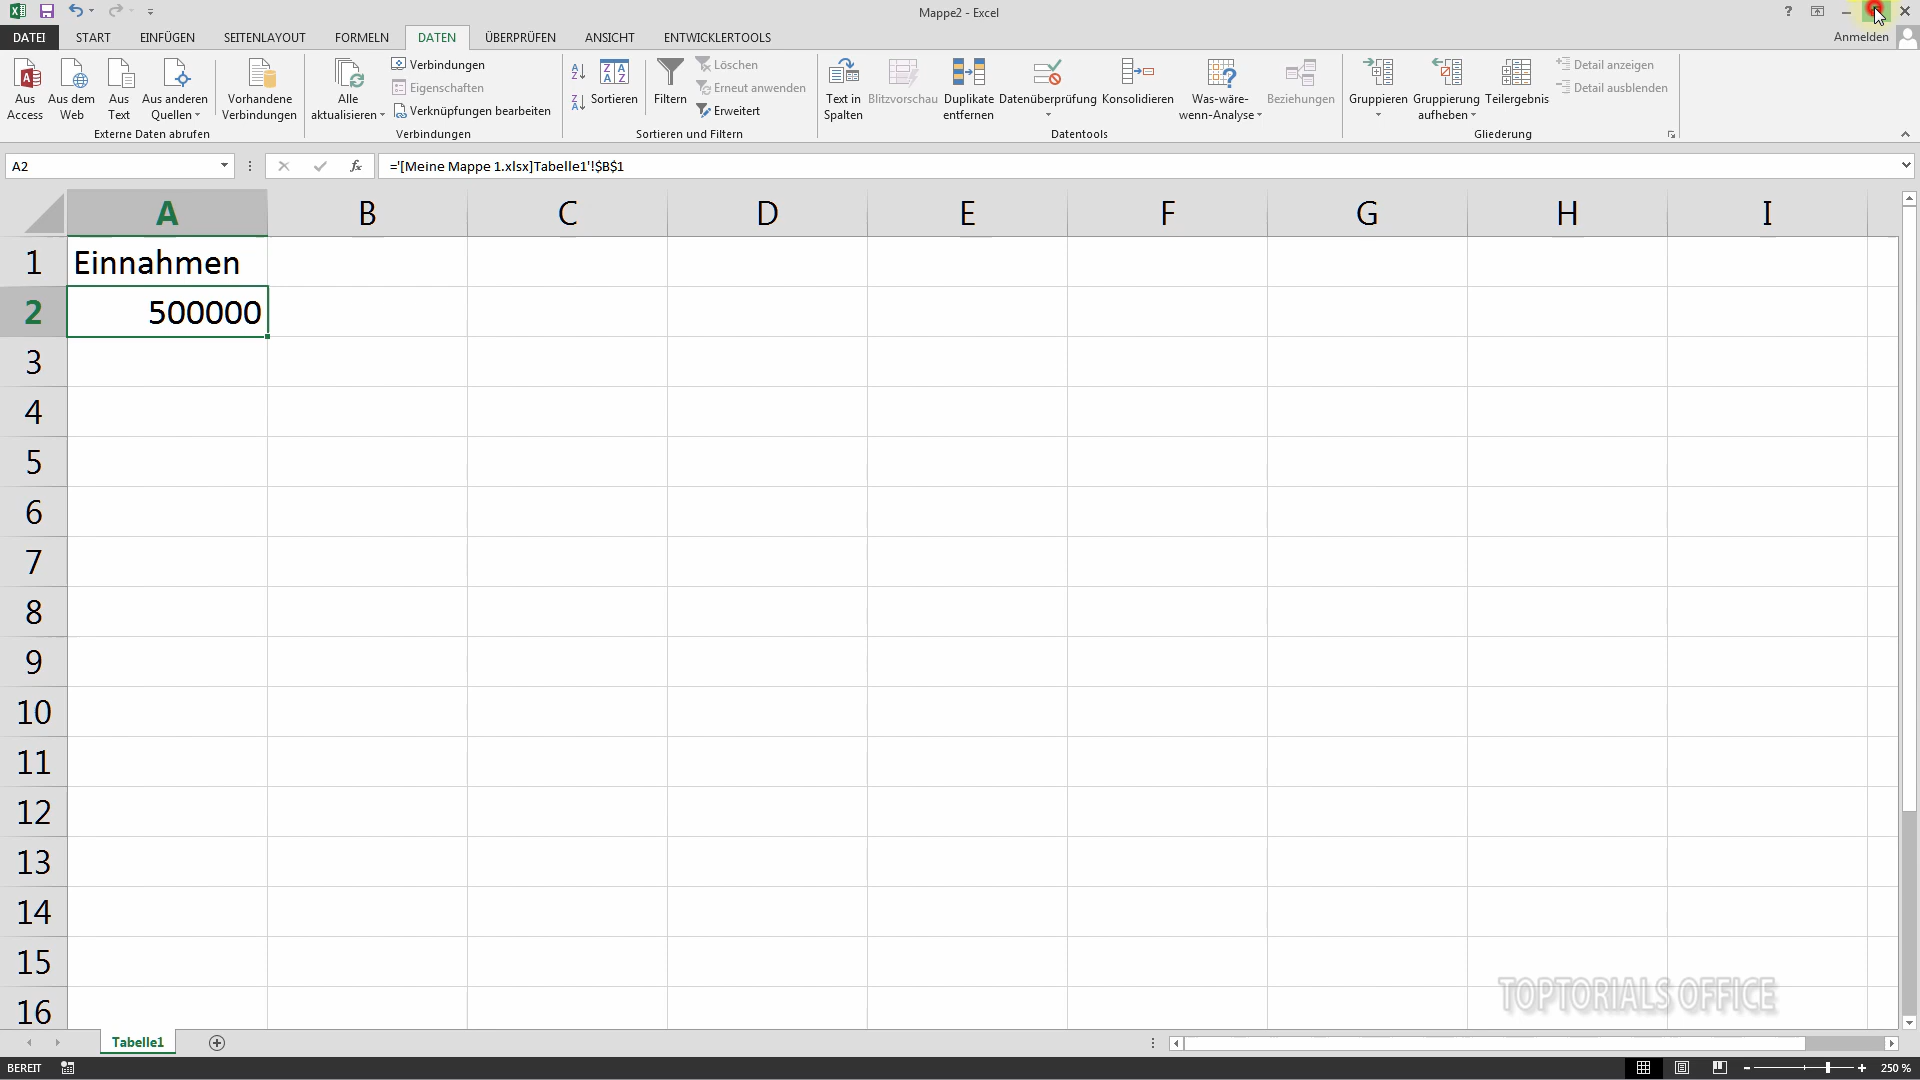 Mappe2 - Excel
?
Anmelden
DATEI START EINFÜGEN SEITENLAYOUT FORMELN DATEN ÜBERPRÜFEN ANSICHT ENTWICKLERTOOLS
Aus Access
Aus dem Web
Aus Text
Aus anderen Quellen
Externe Daten abrufen
Vorhandene Verbindungen
Alle aktualisieren
Verbindungen
Eigenschaften
Verknüpfungen bearbeiten
Verbindungen
Sortieren
Filtern
Löschen
Erneut anwenden
Erweitert
Sortieren und Filtern
Text in Spalten
Blitzvorschau
Duplikate entfernen
Datenüberprüfung
Konsolidieren
Was-wäre-wenn-Analyse
Beziehungen
Datentools
Gruppieren
Gruppierung aufheben
Teilergebnis
Detail anzeigen
Detail ausblenden
Gliederung
A2 fx ='[Meine Mappe 1.xlsx]Tabelle1'!$B$1
A B C D E F G H I
1 Einnahmen
2 500000
3
4
5
6
7
8
9
10
11
12
13
14
15
16
TOPTORIALS OFFICE
Tabelle1
BEREIT
250 %